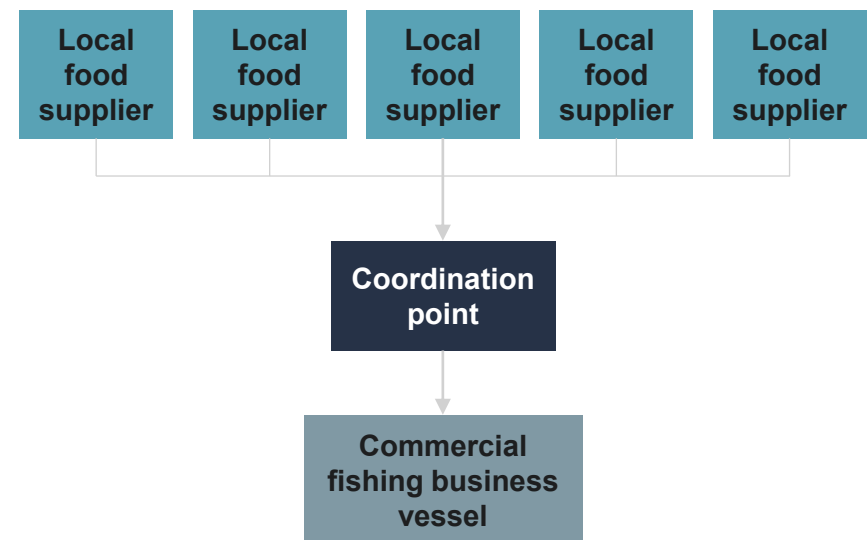 Local
food
supplier
Local
food
supplier
Local
food
supplier
Local
food
supplier
Local
food
supplier
Coordination
point
Commercial
fishing business
vessel